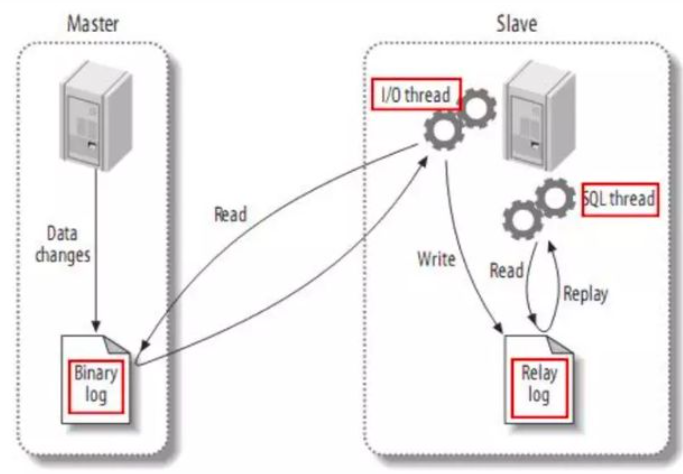 Master
Slave
I/O thread
SQL thread
Read
Data
changes
Write
Read
Replay
Binary
log
Relay
log